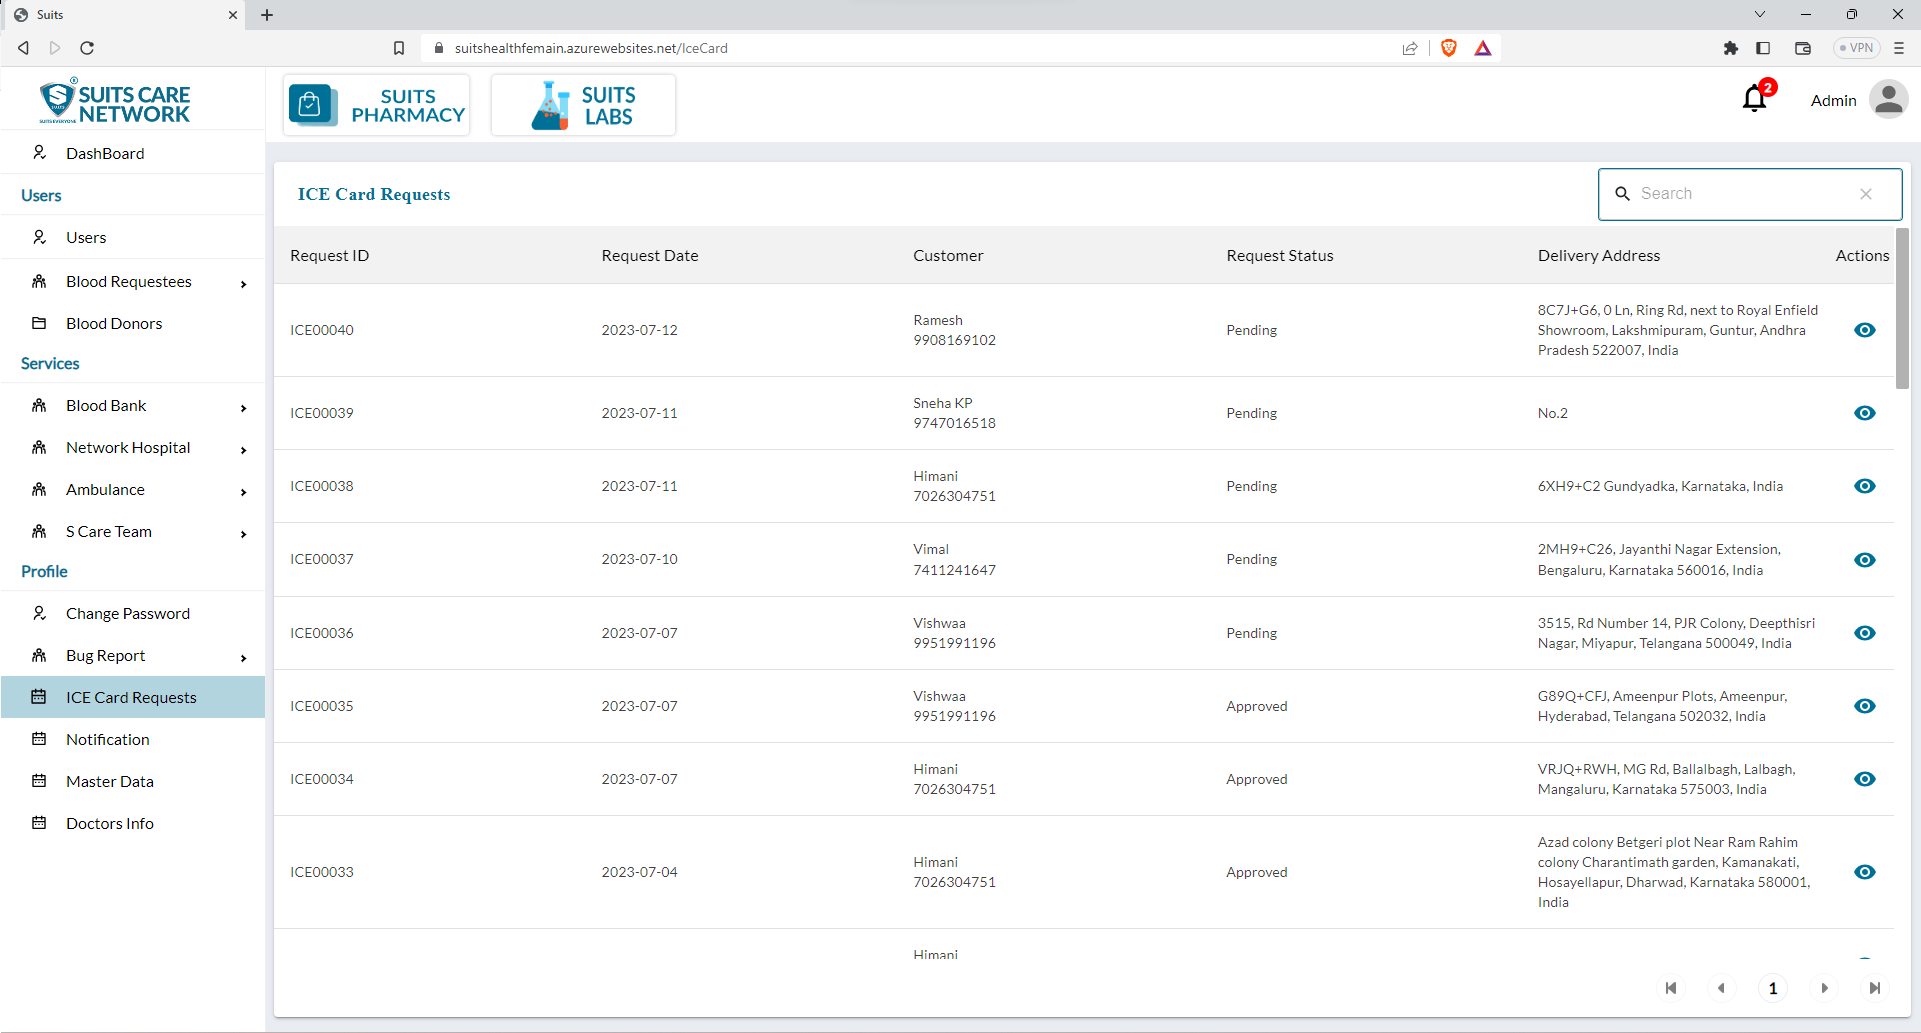 Suits
suitshealthfemain.azurewebsites.net/IceCard
VPN
SUITS CARE
NETWORK
SUITS
PHARMACY
SUITS
LABS
2
Admin
DashBoard
Users
Users
Blood Requestees
Blood Donors
Services
Blood Bank
Network Hospital
Ambulance
S Care Team
Profile
Change Password
Bug Report
ICE Card Requests
Notification
Master Data
Doctors Info
ICE Card Requests
Search
Request ID Request Date Customer Request Status Delivery Address Actions
ICE00040 2023-07-12 Ramesh 9908169102 Pending 8C7J+G6, 0 Ln, Ring Rd, next to Royal Enfield
Showroom, Lakshmipuram, Guntur, Andhra
Pradesh 522007, India
ICE00039 2023-07-11 Sneha KP 9747016518 Pending No.2
ICE00038 2023-07-11 Himani 7026304751 Pending 6XH9+C2 Gundyadka, Karnataka, India
ICE00037 2023-07-10 Vimal 7411241647 Pending 2MH9+C26, Jayanthi Nagar Extension,
Bengaluru, Karnataka 560016, India
ICE00036 2023-07-07 Vishwaa 9951991196 Pending 3515, Rd Number 14, PJR Colony, Deepthisri
Nagar, Miyapur, Telangana 500049, India
ICE00035 2023-07-07 Vishwaa 9951991196 Approved G89Q+CFJ, Ameenpur Plots, Ameenpur,
Hyderabad, Telangana 502032, India
ICE00034 2023-07-07 Himani 7026304751 Approved VRJQ+RWH, MG Rd, Ballalbagh, Lalbagh,
Mangaluru, Karnataka 575003, India
ICE00033 2023-07-04 Himani 7026304751 Approved Azad colony Betgeri plot Near Ram Rahim
colony Charantimath garden, Kamanakati,
Hosayellapur, Dharwad, Karnataka 580001,
India
Himani
1